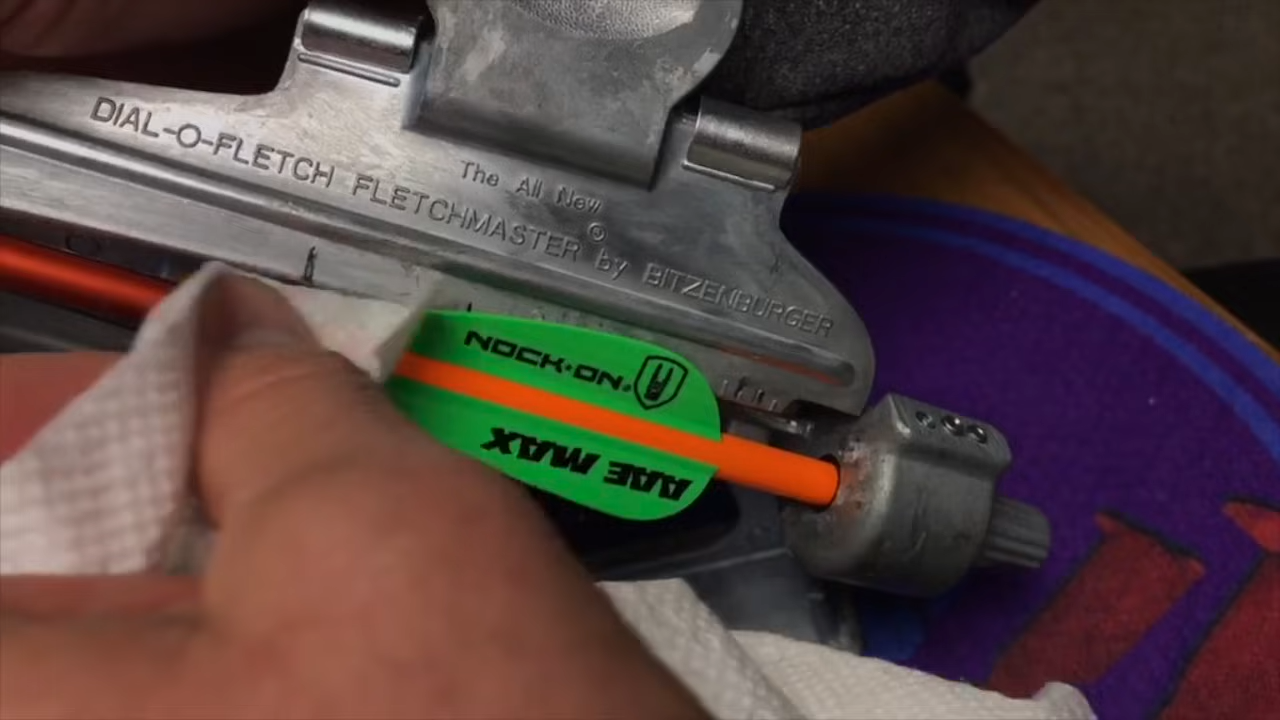 The All New
DIAL-O-FLETCH FLETCHMASTER by BITZENBURGER
NOCK·ON®
AAE MAX